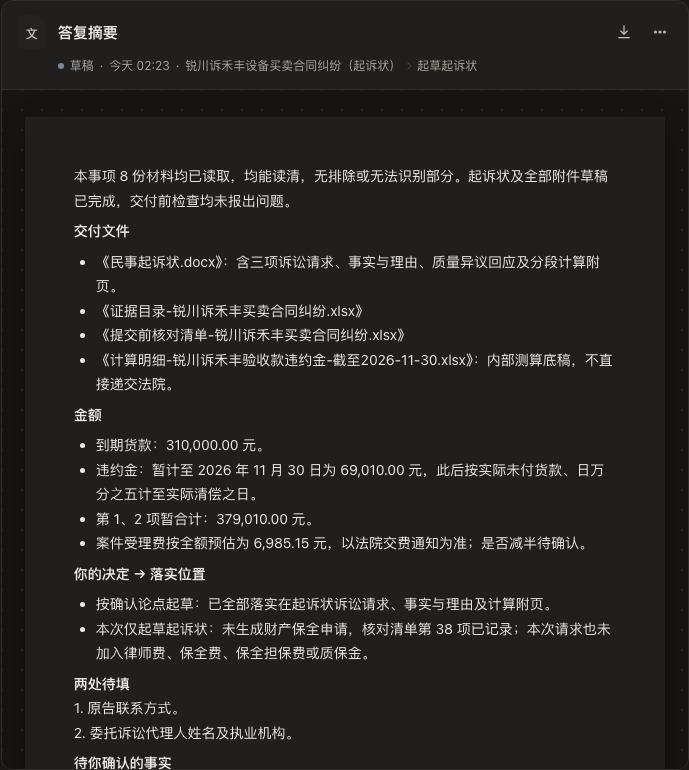 文 答复摘要
草稿 · 今天 02:23 · 锐川诉禾丰设备买卖合同纠纷（起诉状） › 起草起诉状
本事项 8 份材料均已读取，均能读清，无排除或无法识别部分。起诉状及全部附件草稿
已完成，交付前检查均未报出问题。
交付文件
• 《民事起诉状.docx》：含三项诉讼请求、事实与理由、质量异议回应及分段计算附
页。
• 《证据目录-锐川诉禾丰买卖合同纠纷.xlsx》
• 《提交前核对清单-锐川诉禾丰买卖合同纠纷.xlsx》
• 《计算明细-锐川诉禾丰验收款违约金-截至2026-11-30.xlsx》：内部测算底稿，不直
接递交法院。
金额
• 到期货款：310,000.00 元。
• 违约金：暂计至 2026 年 11 月 30 日为 69,010.00 元，此后按实际未付货款、日万
分之五计至实际清偿之日。
• 第 1、2 项暂合计：379,010.00 元。
• 案件受理费按全额预估为 6,985.15 元，以法院交费通知为准；是否减半待确认。
你的决定 → 落实位置
• 按确认论点起草：已全部落实在起诉状诉讼请求、事实与理由及计算附页。
• 本次仅起草起诉状：未生成财产保全申请，核对清单第 38 项已记录；本次请求也未
加入律师费、保全费、保全担保费或质保金。
两处待填
1. 原告联系方式。
2. 委托诉讼代理人姓名及执业机构。
待你确认的事实